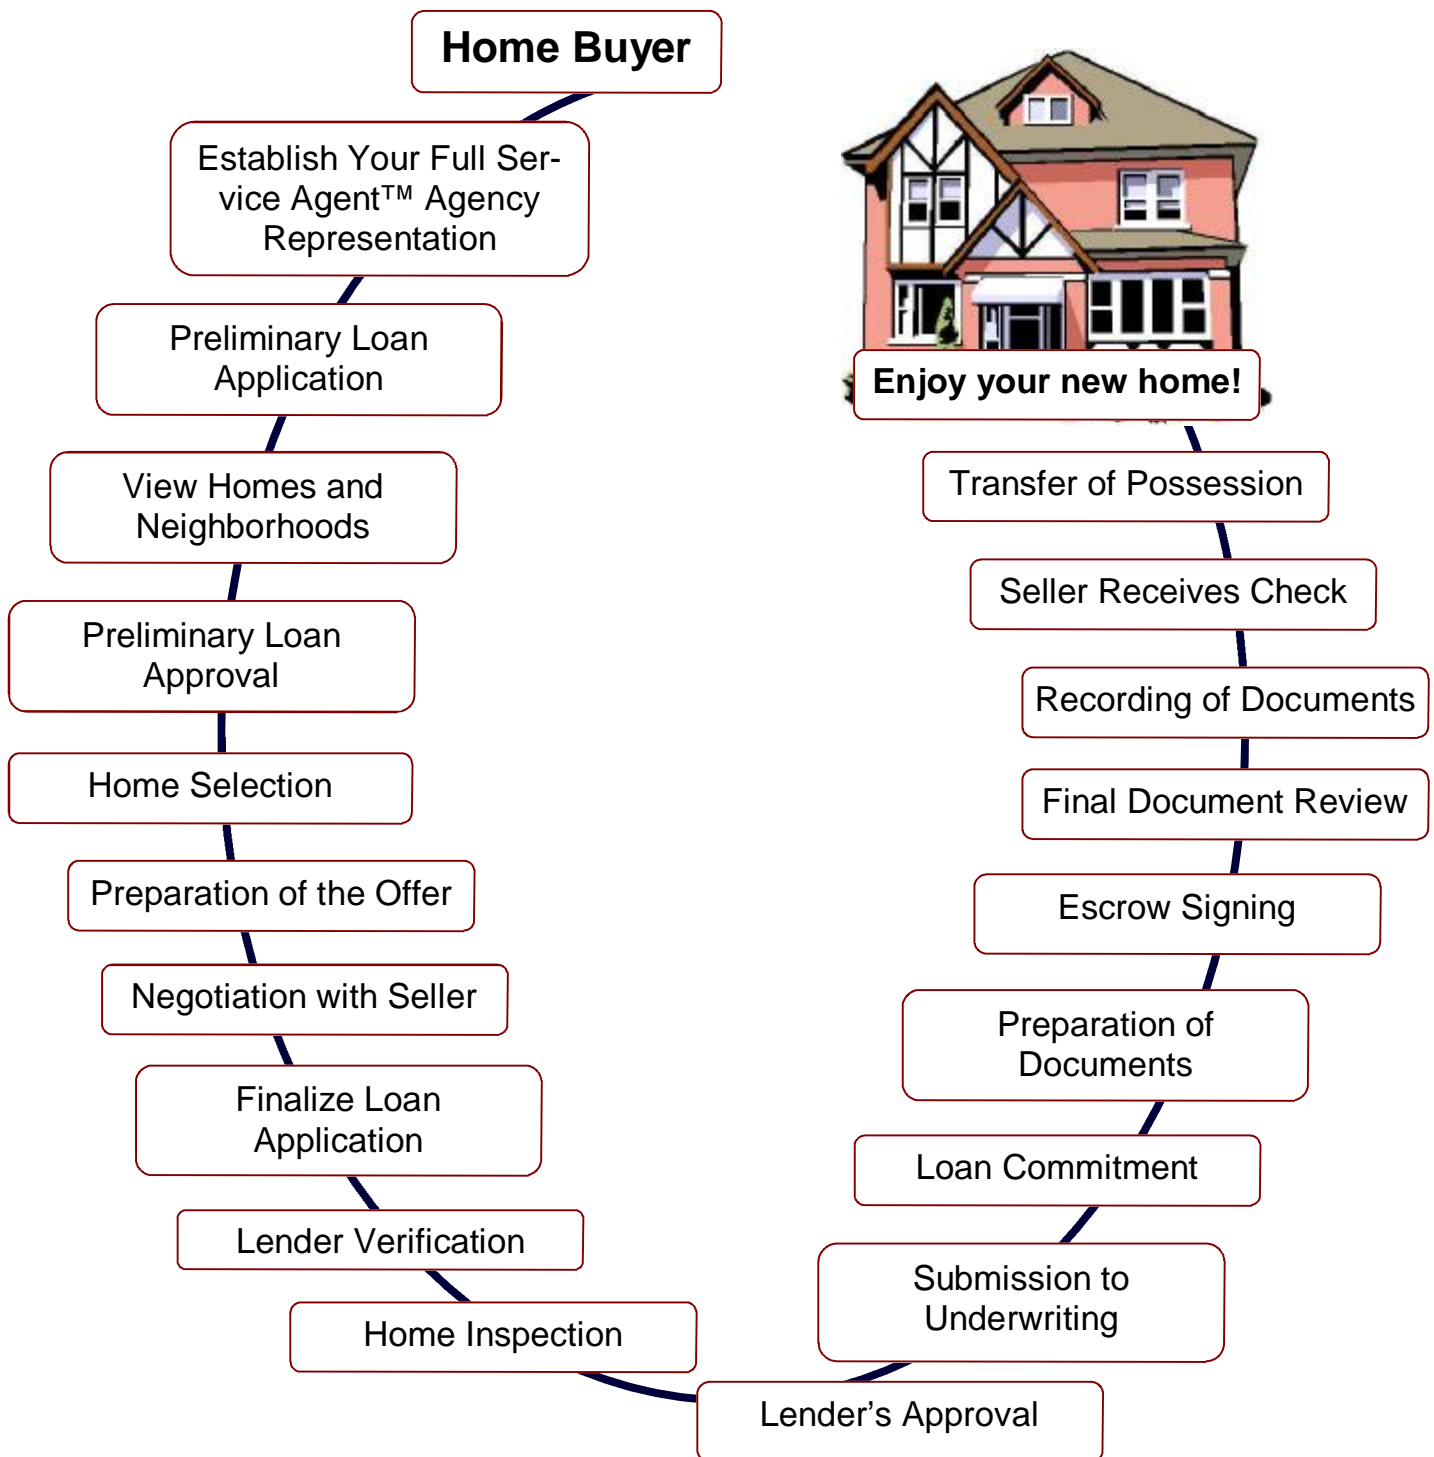 Home Buyer
Establish Your Full Ser-
vice Agent™ Agency
Representation
Preliminary Loan
Application
View Homes and
Neighborhoods
Preliminary Loan
Approval
Home Selection
Preparation of the Offer
Negotiation with Seller
Finalize Loan
Application
Lender Verification
Home Inspection
Lender’s Approval
Submission to
Underwriting
Loan Commitment
Preparation of
Documents
Escrow Signing
Final Document Review
Recording of Documents
Seller Receives Check
Transfer of Possession
Enjoy your new home!